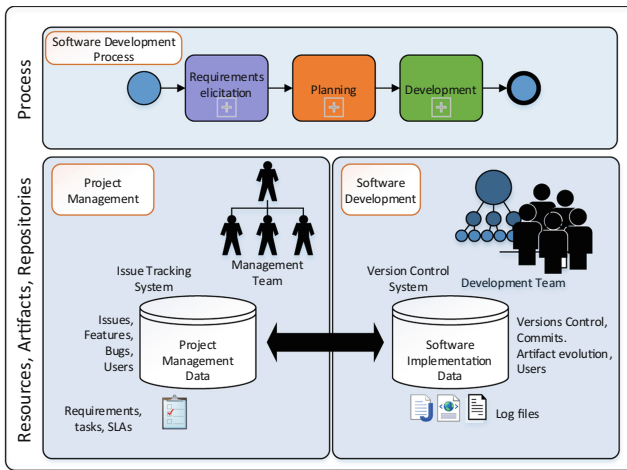 Process
Software Development
Process
Requirements
elicitation
Planning
Development
Resources, Artifacts, Repositories
Project
Management
Management
Team
Issue Tracking
System
Issues,
Features,
Bugs,
Users
Project
Management
Data
Requirements,
tasks, SLAs
Software
Development
Development Team
Version Control
System
Software
Implementation
Data
Versions Control,
Commits.
Artifact evolution,
Users
Log files